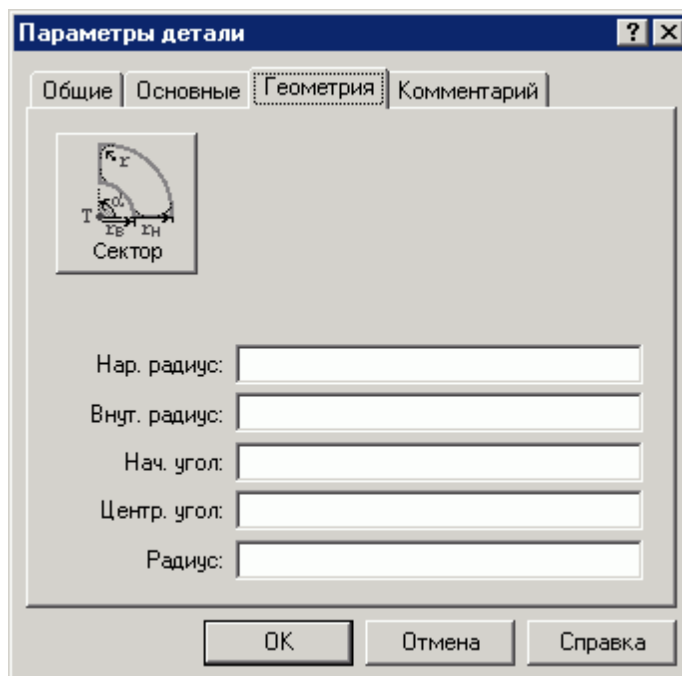 Параметры детали
Общие Основные Геометрия Комментарий
r
α
T
rв rн
Сектор
Нар. радиус:
Внут. радиус:
Нач. угол:
Центр. угол:
Радиус:
OK Отмена Справка